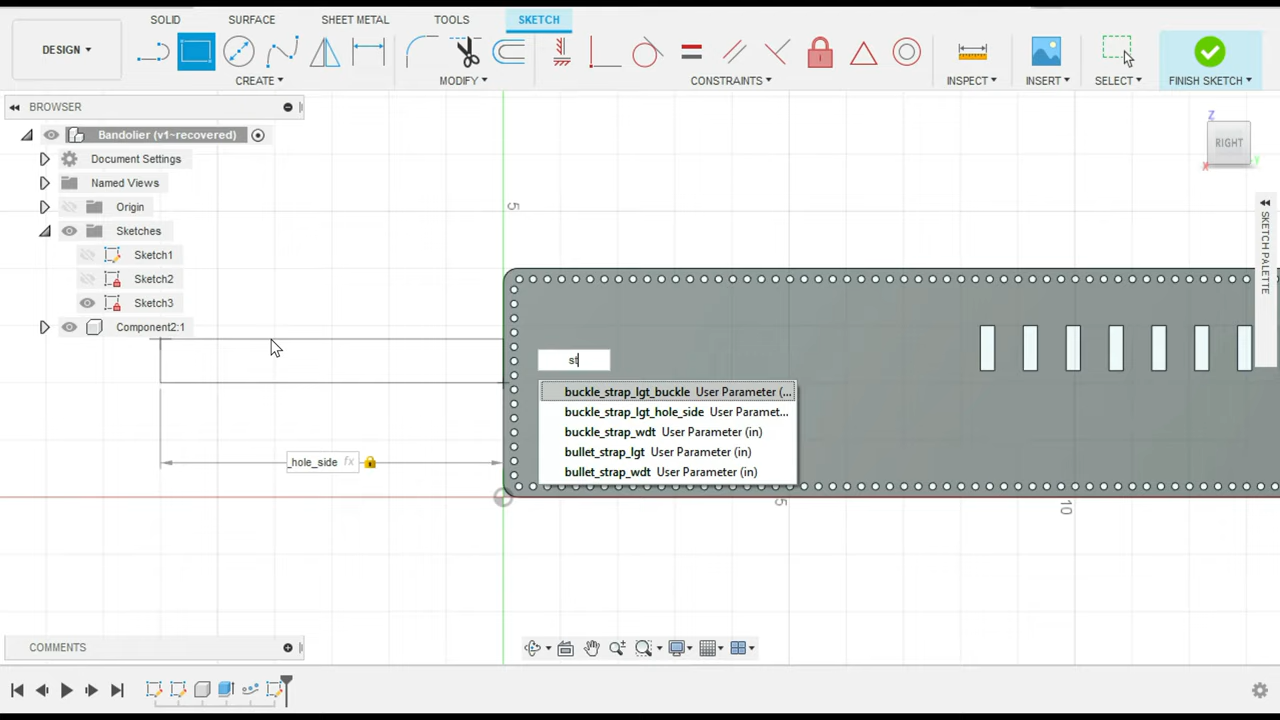 SOLID SURFACE SHEET METAL TOOLS SKETCH
DESIGN
CREATE MODIFY CONSTRAINTS INSPECT INSERT SELECT FINISH SKETCH
BROWSER
Bandolier (v1~recovered)
Document Settings
Named Views
Origin
Sketches
Sketch1
Sketch2
Sketch3
Component2:1
Z
RIGHT
X
Y
SKETCH PALETTE
5
st
buckle_strap_lgt_buckle User Parameter (...
buckle_strap_lgt_hole_side User Paramet...
buckle_strap_wdt User Parameter (in)
bullet_strap_lgt User Parameter (in)
bullet_strap_wdt User Parameter (in)
_hole_side fx
5
10
COMMENTS